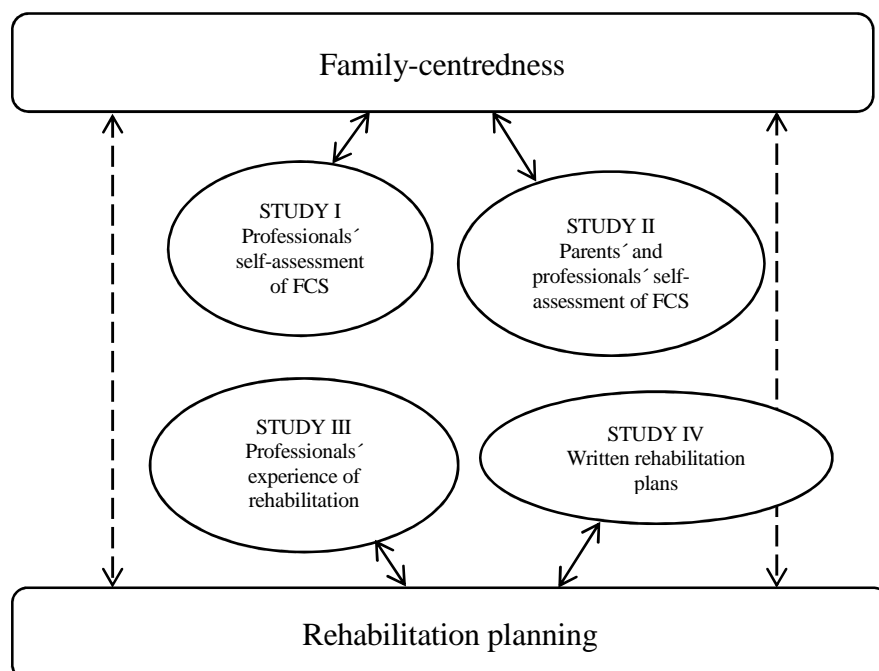 Family-centredness
STUDY I
Professionals´
self-assessment
of FCS
STUDY II
Parents´ and
professionals´ self-
assessment of FCS
STUDY III
Professionals´
experience of
rehabilitation
STUDY IV
Written rehabilitation
plans
Rehabilitation planning